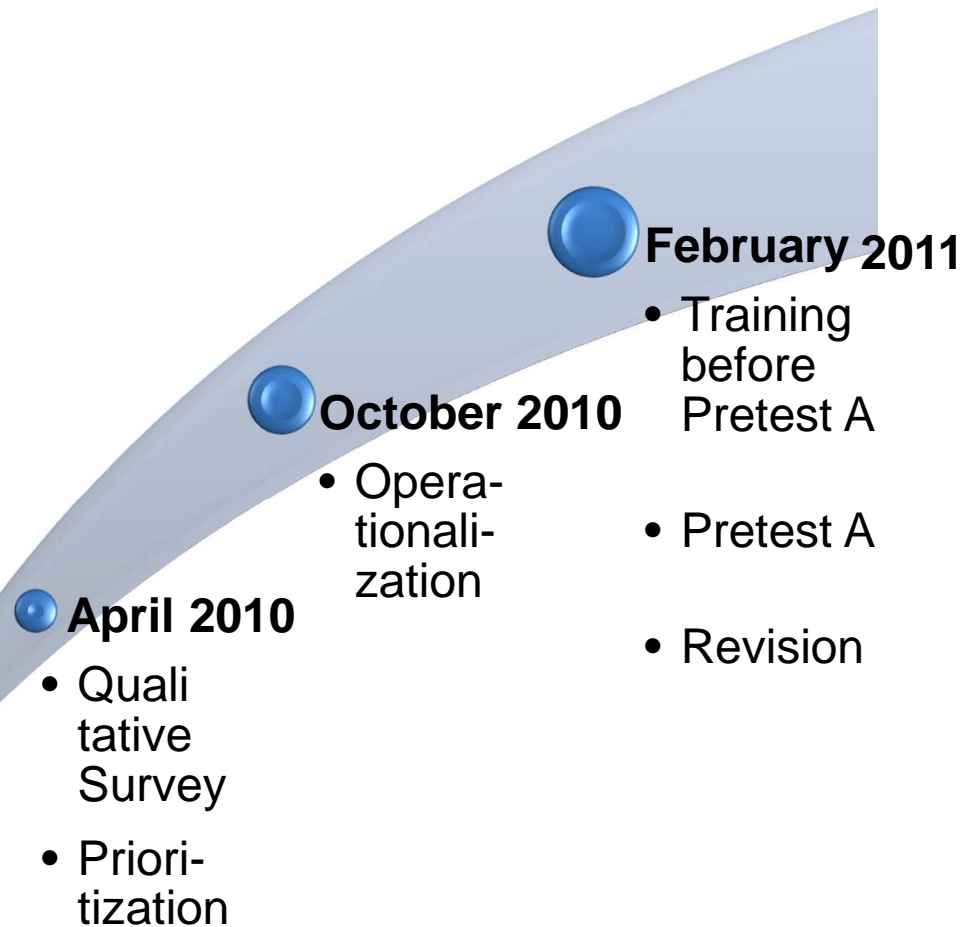 February 2011
• Training
before
Pretest A
• Pretest A
• Revision
October 2010
• Opera-
tionali-
zation
April 2010
• Quali
tative
Survey
• Priori-
tization